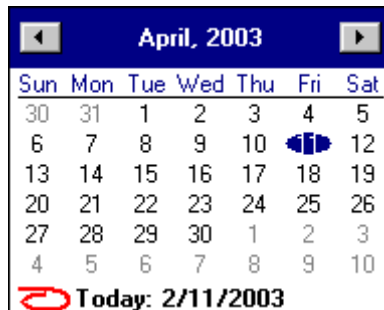 April, 2003
Sun Mon Tue Wed Thu Fri Sat
30 31 1 2 3 4 5
6 7 8 9 10 11 12
13 14 15 16 17 18 19
20 21 22 23 24 25 26
27 28 29 30 1 2 3
4 5 6 7 8 9 10
Today: 2/11/2003